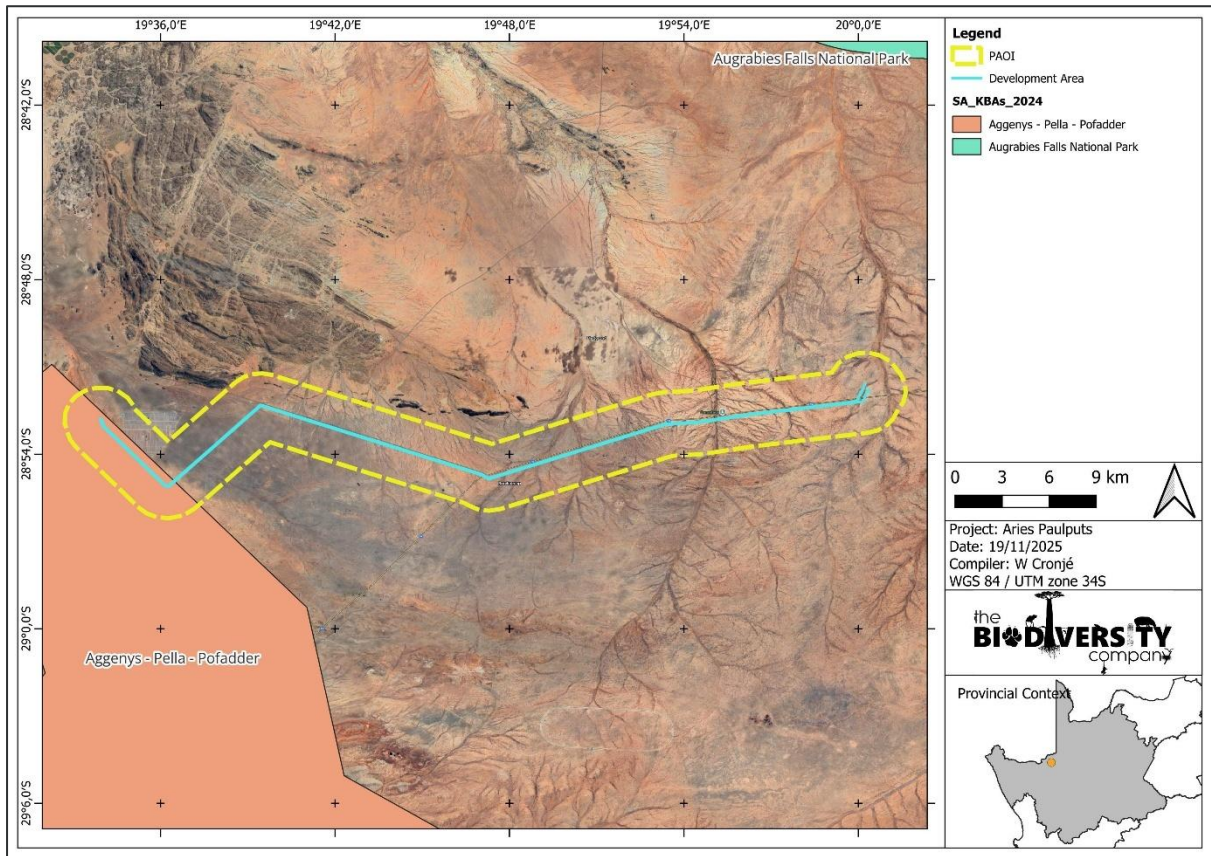 19°36,0'E 19°42,0'E 19°48,0'E 19°54,0'E 20°0,0'E
28°42,0'S
28°48,0'S
28°54,0'S
29°0,0'S
29°6,0'S
Augrabies Falls National Park
Aggenys - Pella - Pofadder
Legend
PAOI
Development Area
SA_KBAs_2024
Aggenys - Pella - Pofadder
Augrabies Falls National Park
0 3 6 9 km
Project: Aries Paulputs
Date: 19/11/2025
Compiler: W Cronjé
WGS 84 / UTM zone 34S
the
BIODIVERSITY
company
Provincial Context